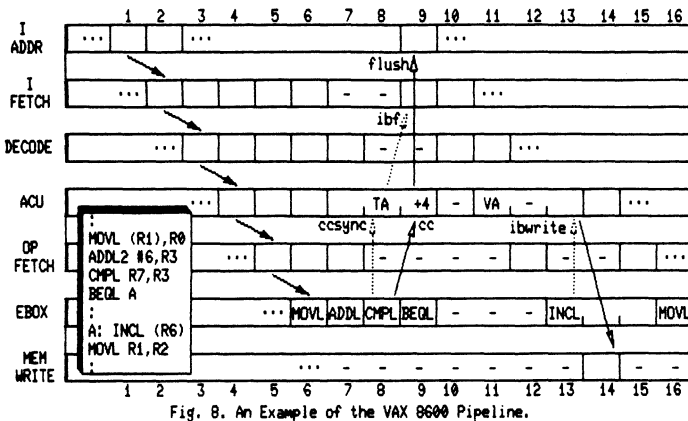 1 2 3 4 5 6 7 8 9 10 11 12 13 14 15 16
I ADDR ... ... ...
flush
I FETCH ... - - ...
ibf
DECODE ... - - ...
ACU ... TA +4 - VA - ...
ccsync cc ibwrite
OP FETCH ... - - - - - - - - ...
EBOX ... MOVL ADDL CMPL BEQL - - - INCL MOVL
MEM WRITE ... - - - - - - - - -
:
MOVL (R1),R0
ADDL2 #6,R3
CMPL R7,R3
BEQL A
:
A: INCL (R6)
MOVL R1,R2
:
1 2 3 4 5 6 7 8 9 10 11 12 13 14 15 16
Fig. 8. An Example of the VAX 8600 Pipeline.